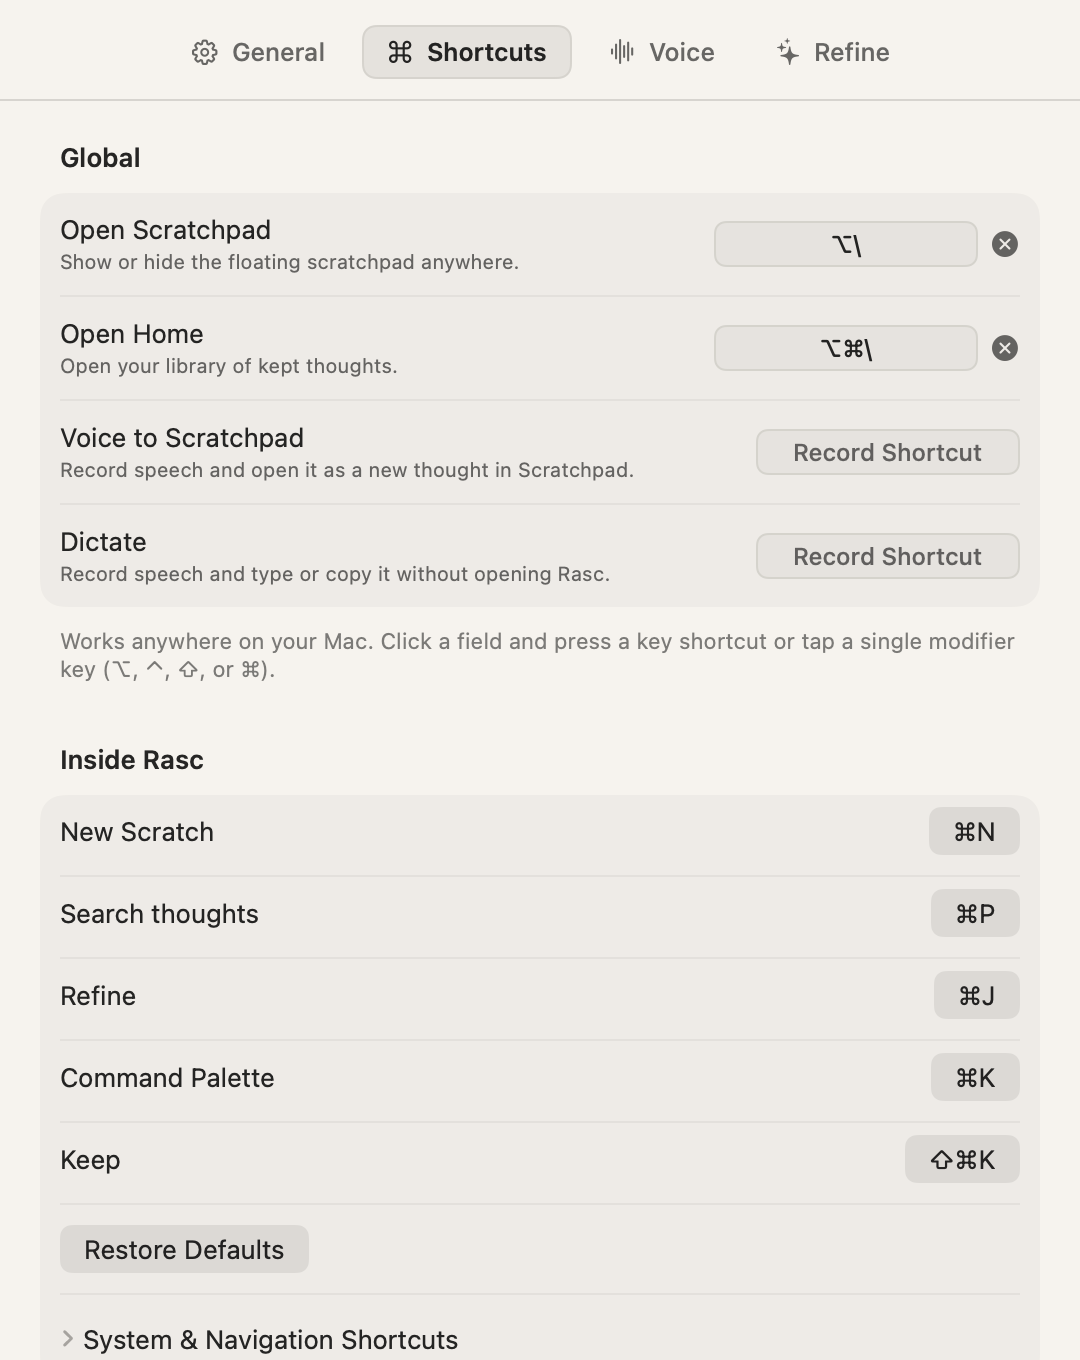 General
Shortcuts
Voice
Refine
Global
Open Scratchpad
Show or hide the floating scratchpad anywhere.
⌥\
Open Home
Open your library of kept thoughts.
⌥⌘\
Voice to Scratchpad
Record speech and open it as a new thought in Scratchpad.
Record Shortcut
Dictate
Record speech and type or copy it without opening Rasc.
Record Shortcut
Works anywhere on your Mac. Click a field and press a key shortcut or tap a single modifier
key (⌥, ^, ⇧, or ⌘).
Inside Rasc
New Scratch
⌘N
Search thoughts
⌘P
Refine
⌘J
Command Palette
⌘K
Keep
⇧⌘K
Restore Defaults
System & Navigation Shortcuts